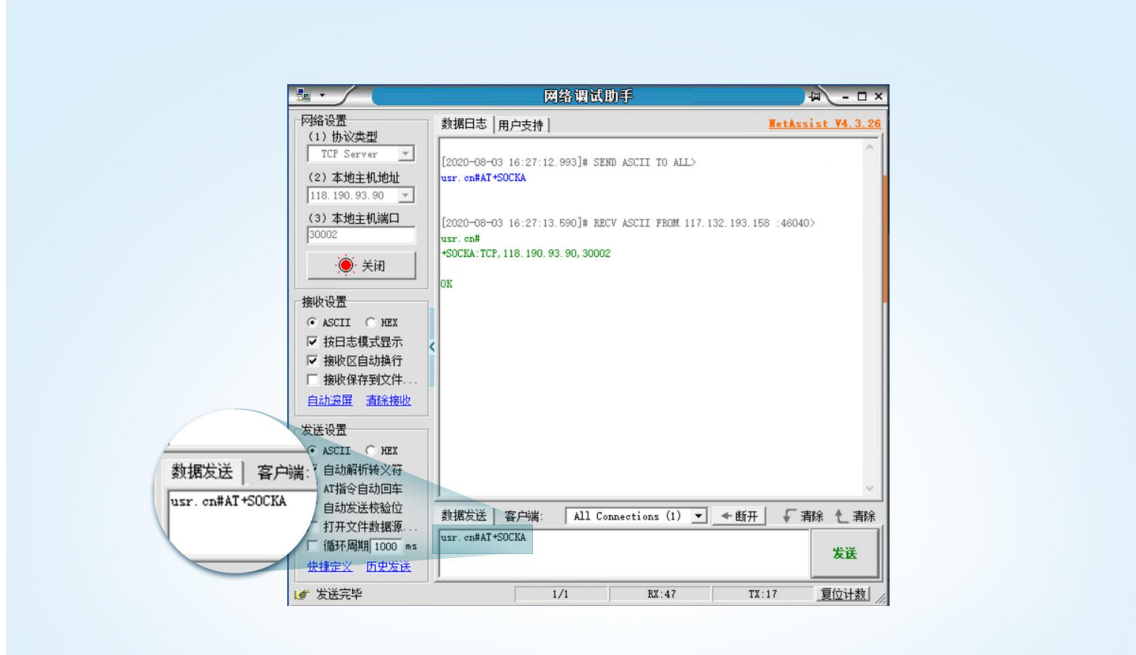 网络调试助手
网络设置
(1) 协议类型
TCP Server
(2) 本地主机地址
118.190.93.90
(3) 本地主机端口
30002
关闭
接收设置
ASCII HEX
按日志模式显示
接收区自动换行
接收保存到文件...
自动滚屏 清除接收
发送设置
ASCII HEX
自动解析转义符
AT指令自动回车
自动发送校验位
打开文件数据源...
循环周期 1000 ms
快捷定义 历史发送
数据日志 用户支持 NetAssist V4.3.26
[2020-08-03 16:27:12.993]# SEND ASCII TO ALL>
usr.cn#AT+SOCKA
[2020-08-03 16:27:13.590]# RECV ASCII FROM 117.132.193.158 :46040>
usr.cn#
+SOCKA:TCP,118.190.93.90,30002
OK
数据发送 客户端: All Connections (1) 断开 清除 清除
usr.cn#AT+SOCKA
发送
数据发送 客户端:
usr.cn#AT+SOCKA
发送完毕 1/1 RX:47 TX:17 复位计数